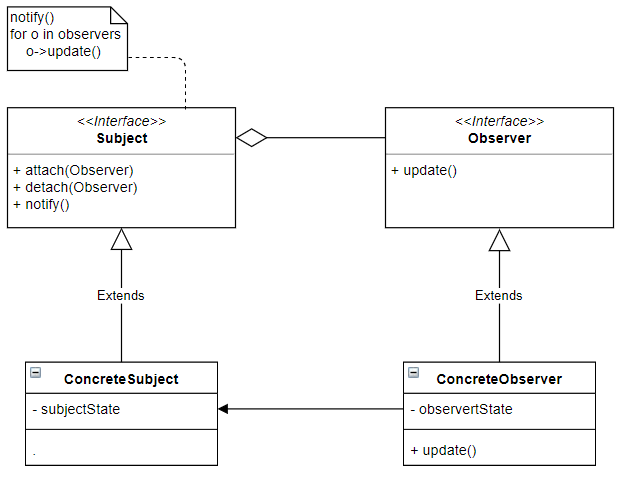 notify()
for o in observers
o->update()
<<Interface>>
Subject
+ attach(Observer)
+ detach(Observer)
+ notify()
<<Interface>>
Observer
+ update()
Extends
Extends
ConcreteSubject
- subjectState
.
ConcreteObserver
- observertState
+ update()